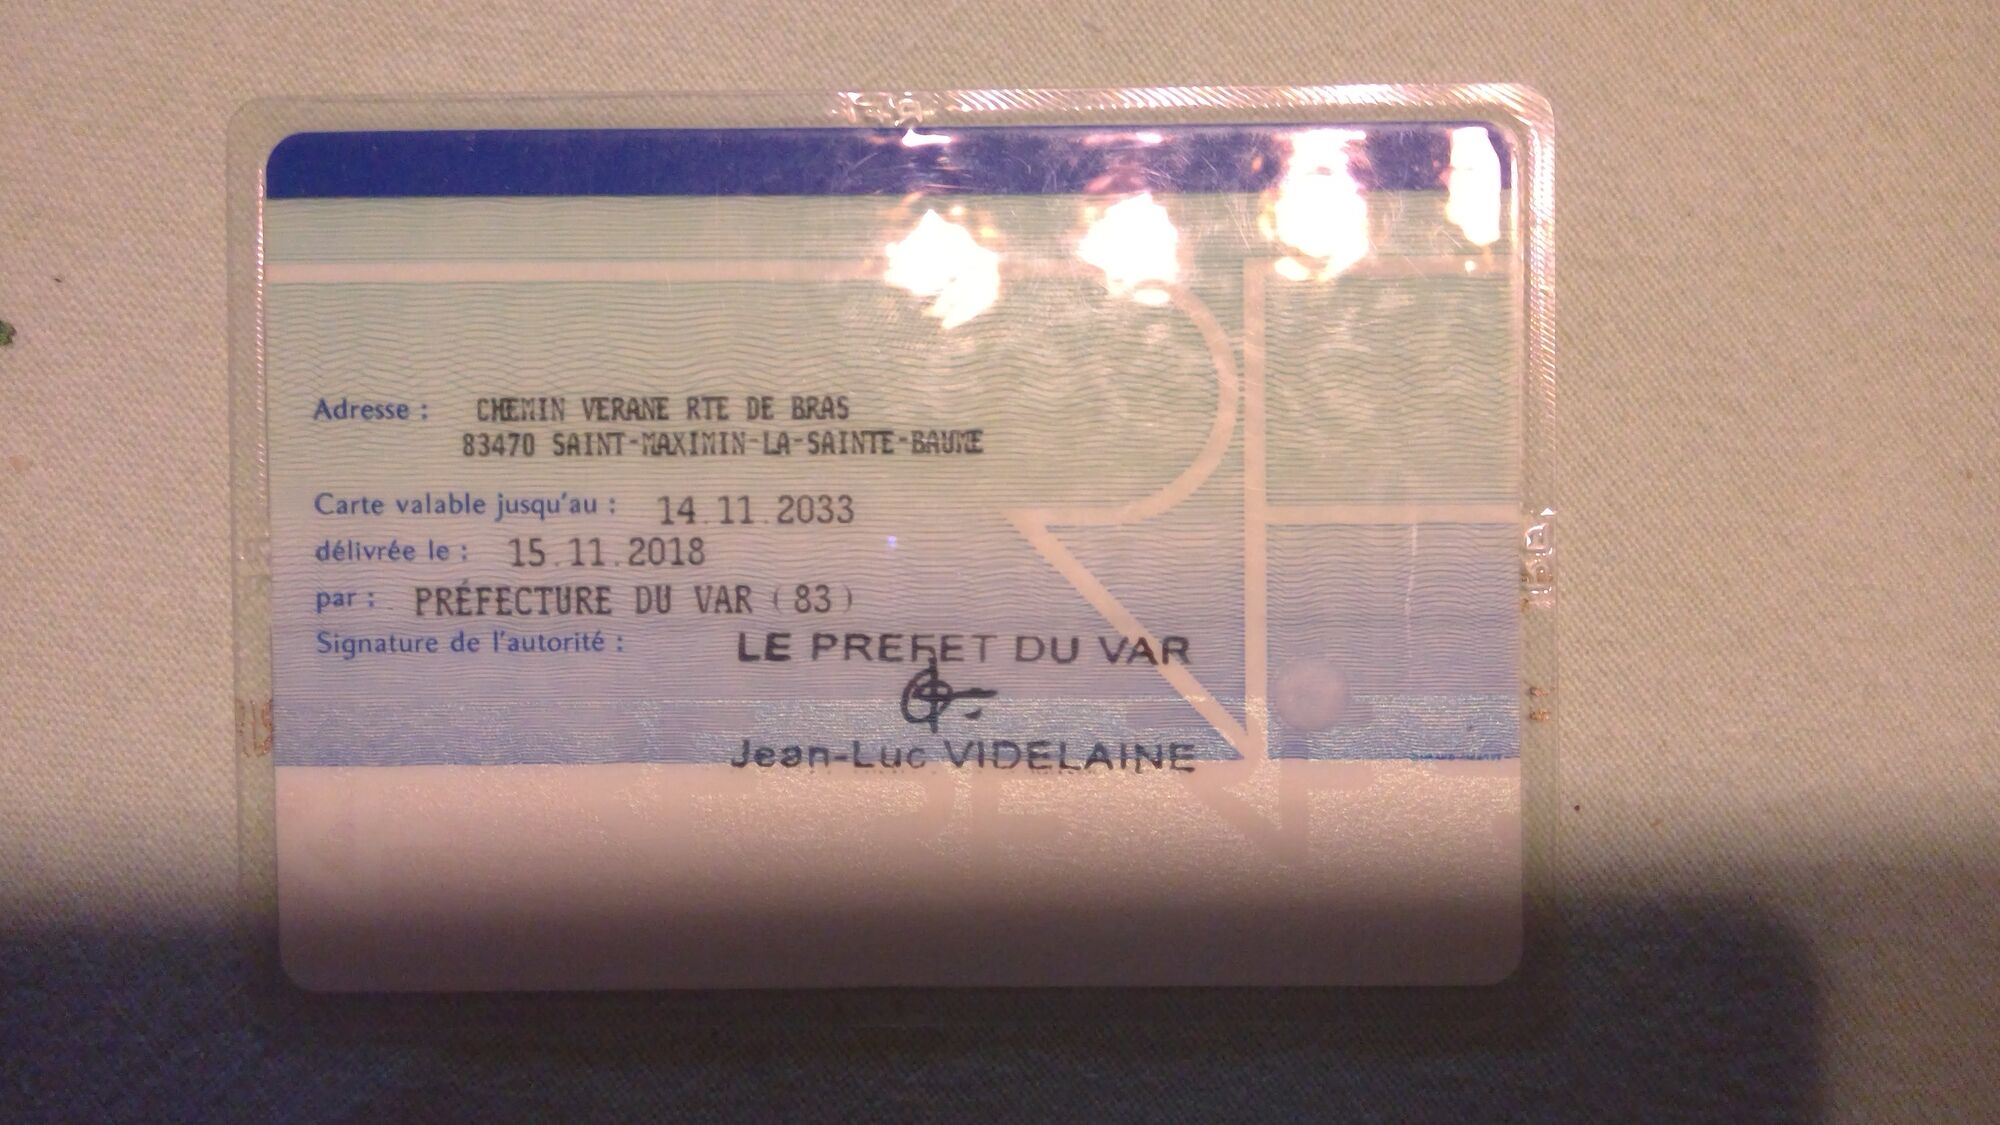 Adresse : CHEMIN VERANE RTE DE BRAS
83470 SAINT-MAXIMIN-LA-SAINTE-BAUME
Carte valable jusqu'au : 14.11.2033
délivrée le : 15.11.2018
par : PRÉFECTURE DU VAR (83)
Signature de l'autorité :
LE PREFET DU VAR
Jean-Luc VIDELAINE